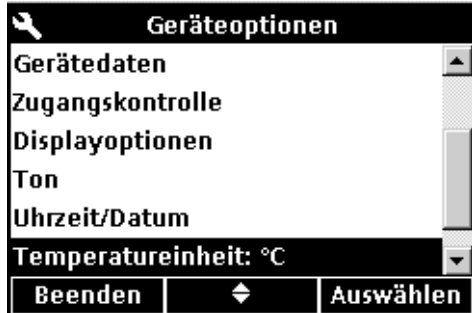 Geräteoptionen
Gerätedaten
Zugangskontrolle
Displayoptionen
Ton
Uhrzeit/Datum
Temperatureinheit: °C
Beenden Auswählen